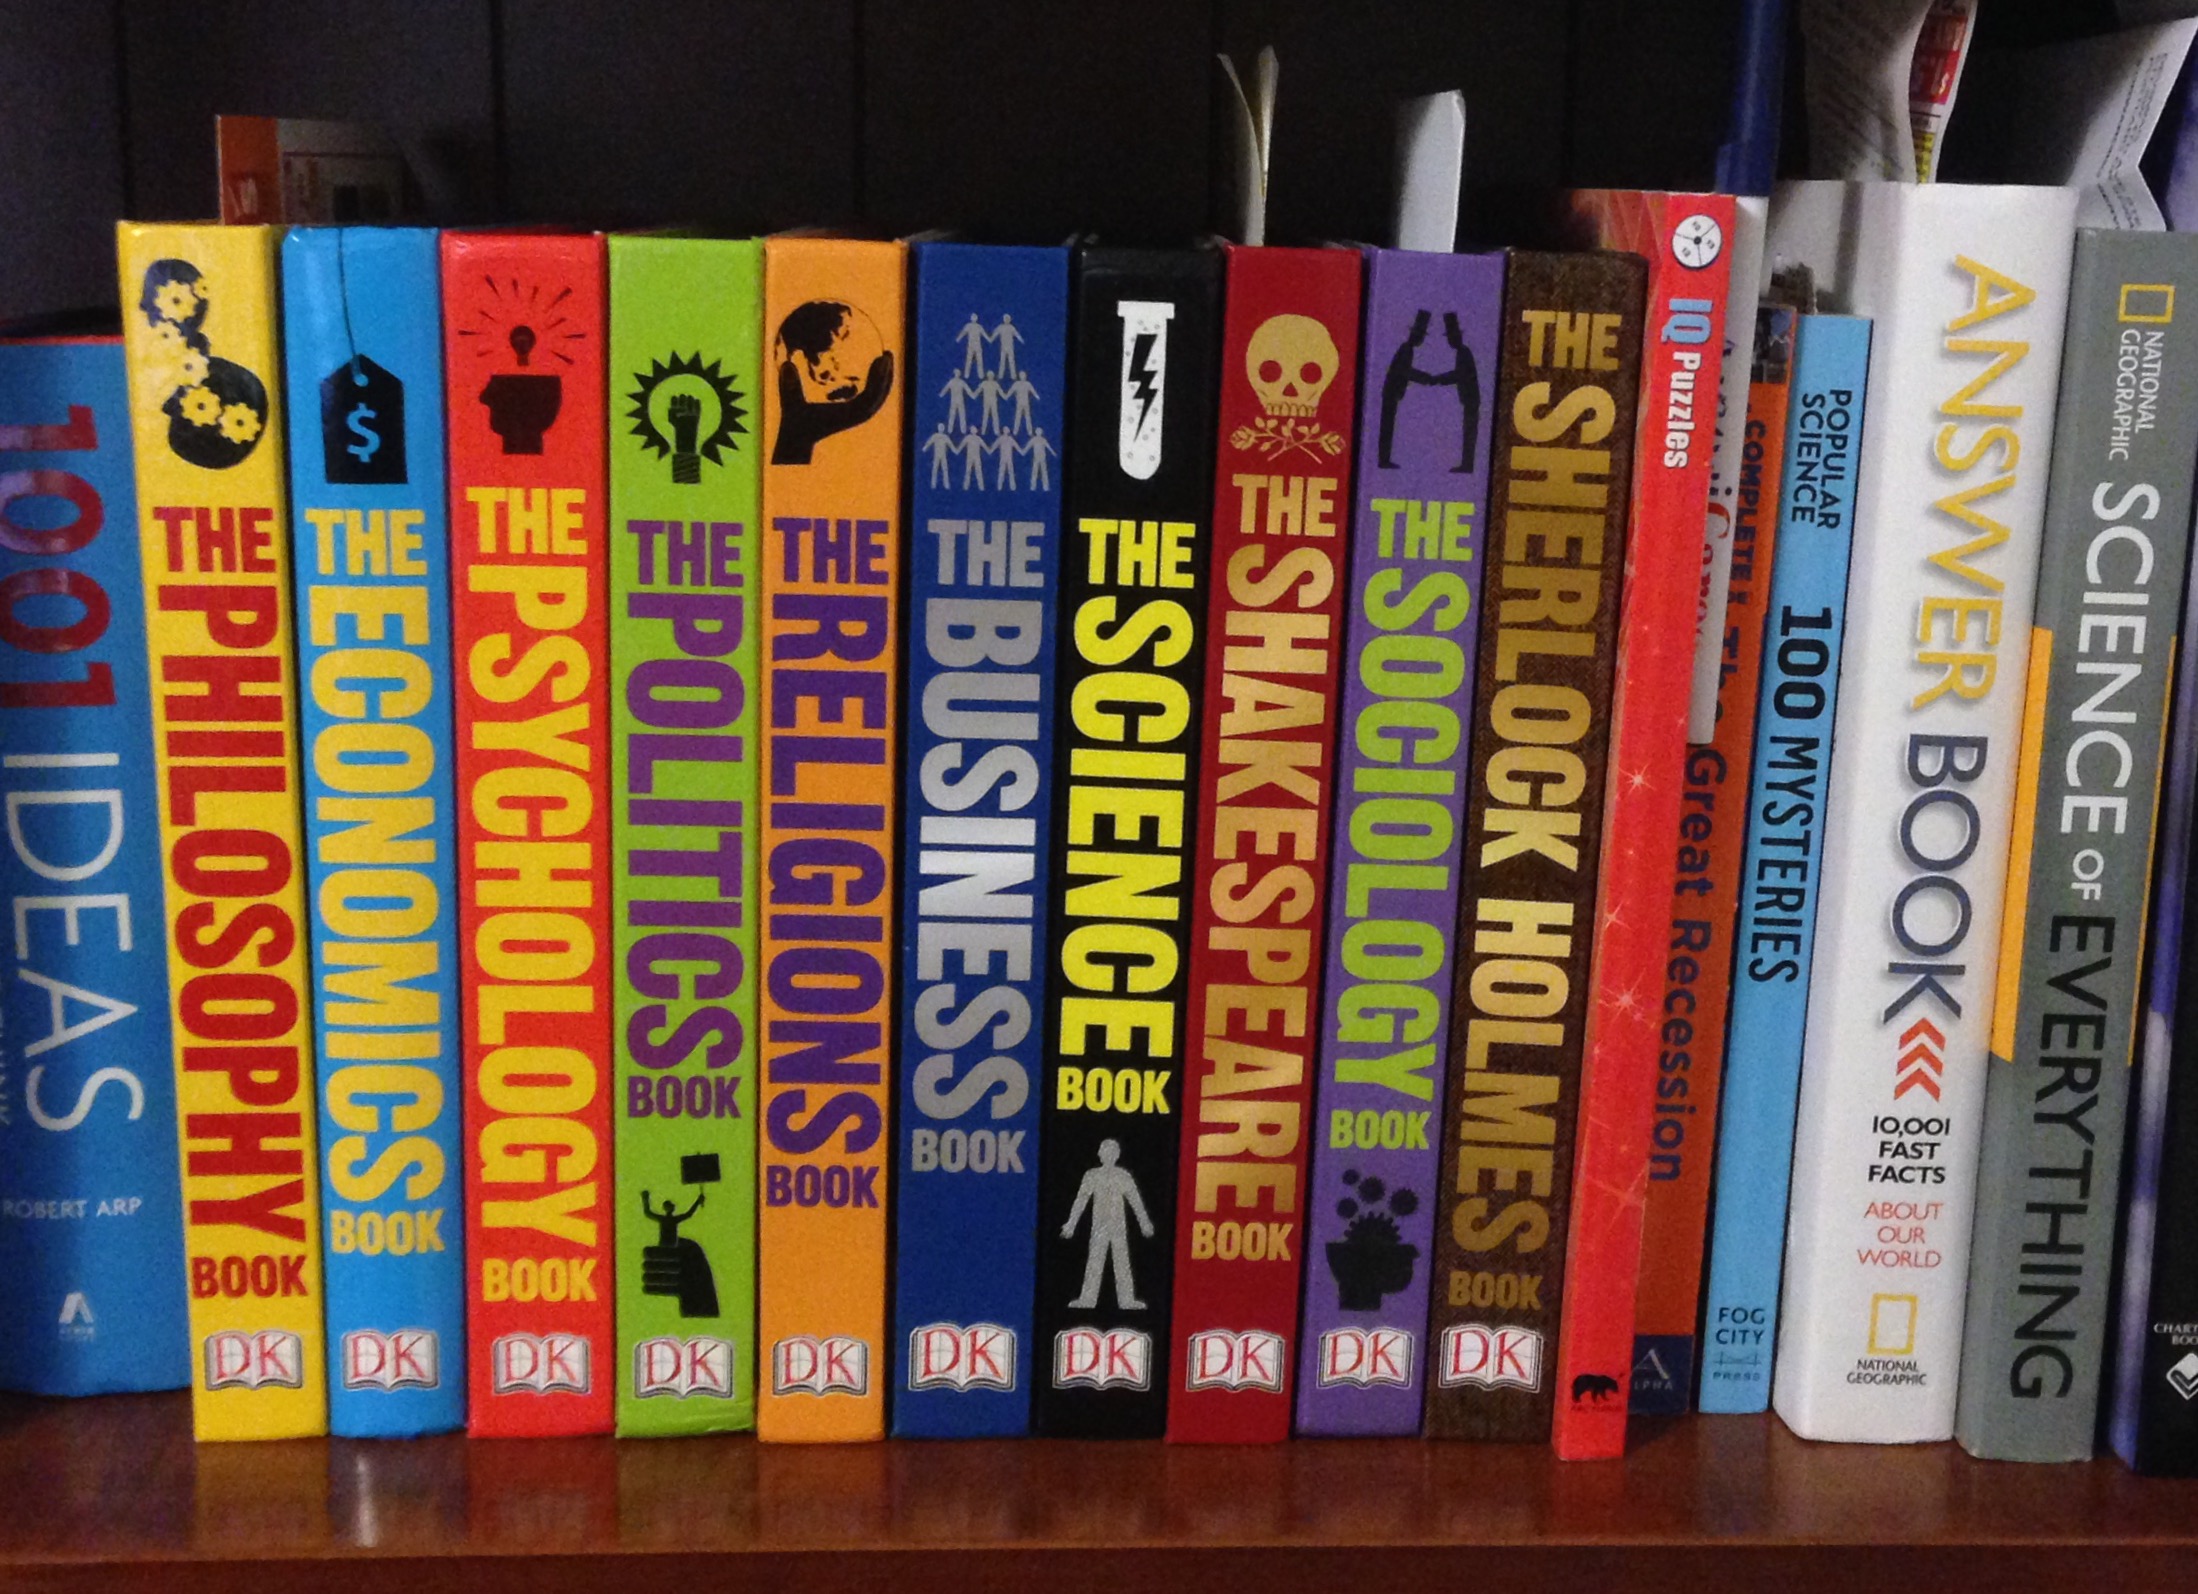 1001 IDEAS
ROBERT ARP
THE PHILOSOPHY BOOK
DK
$
THE ECONOMICS BOOK
DK
THE PSYCHOLOGY BOOK
DK
THE POLITICS BOOK
DK
THE RELIGIONS BOOK
DK
THE BUSINESS BOOK
DK
THE SCIENCE BOOK
DK
THE SHAKESPEARE BOOK
DK
THE SOCIOLOGY BOOK
DK
THE SHERLOCK HOLMES BOOK
DK
IQ Puzzles
COMPLETE
Great Recession
ALPHA
POPULAR
SCIENCE
100 MYSTERIES
FOG
CITY
PRESS
ANSWER BOOK
10,001
FAST
FACTS
ABOUT
OUR
WORLD
NATIONAL
GEOGRAPHIC
NATIONAL
GEOGRAPHIC
SCIENCE OF EVERYTHING